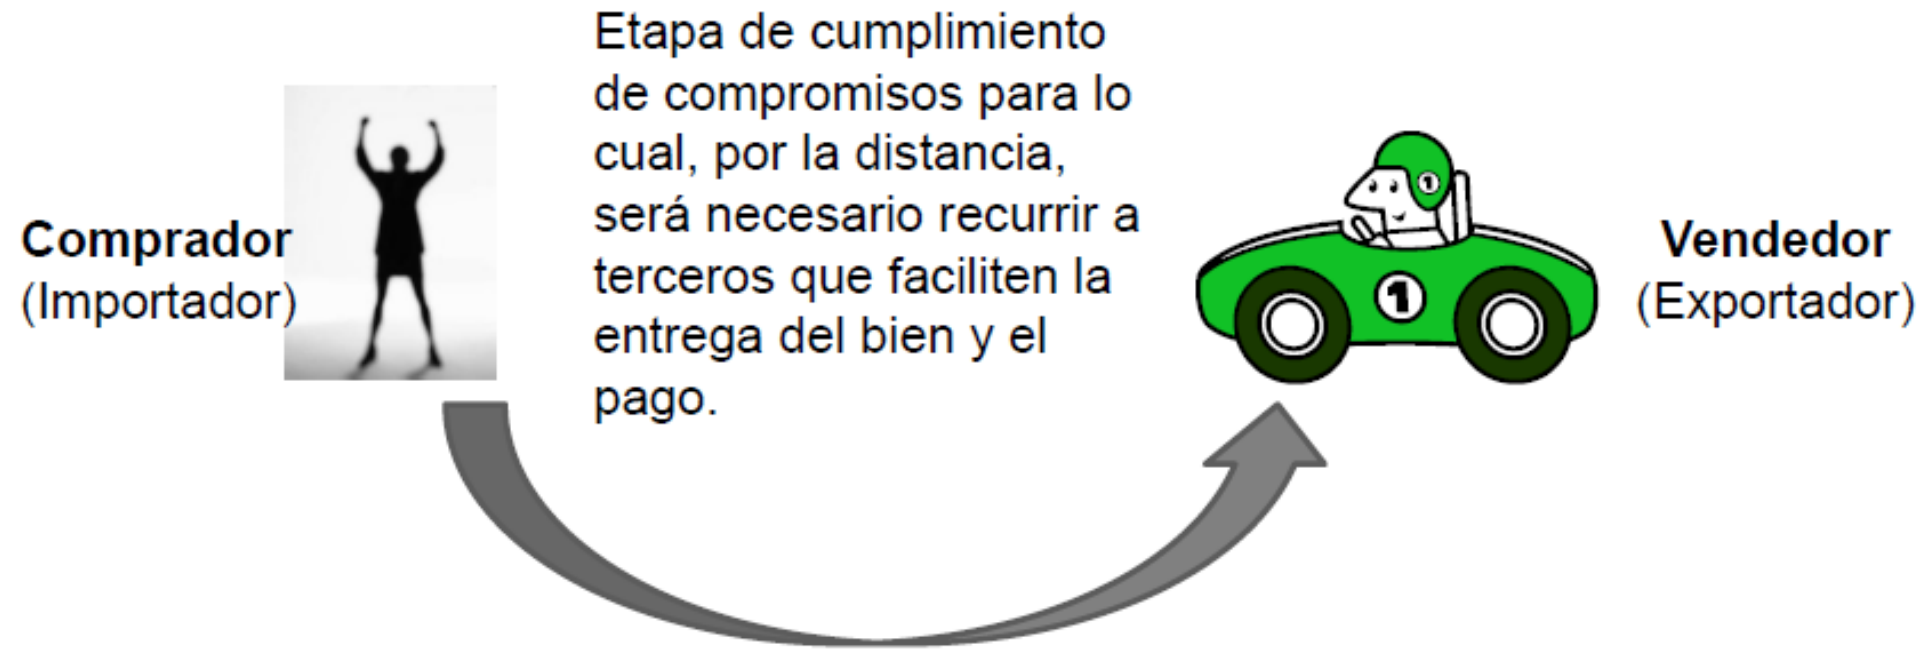 Etapa de cumplimiento
de compromisos para lo
cual, por la distancia,
será necesario recurrir a
terceros que faciliten la
entrega del bien y el
pago.
Comprador
(Importador)
1
1
Vendedor
(Exportador)